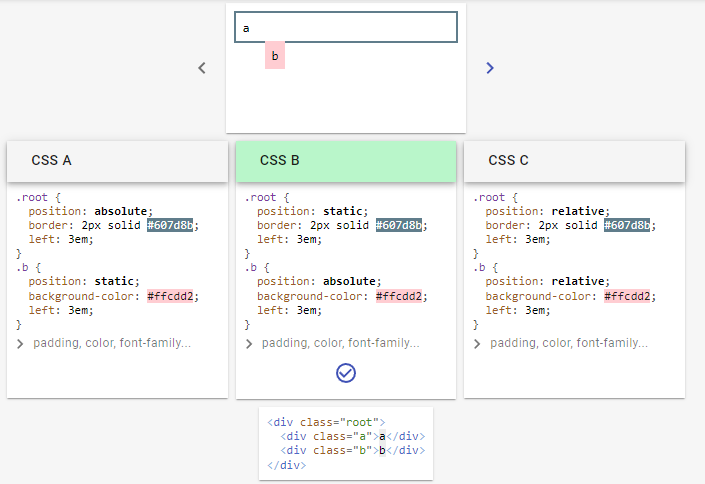 a
b
CSS A
.root {
position: absolute;
border: 2px solid #607d8b;
left: 3em;
}
.b {
position: static;
background-color: #ffcdd2;
left: 3em;
}
padding, color, font-family...
CSS B
.root {
position: static;
border: 2px solid #607d8b;
left: 3em;
}
.b {
position: absolute;
background-color: #ffcdd2;
left: 3em;
}
padding, color, font-family...
CSS C
.root {
position: relative;
border: 2px solid #607d8b;
left: 3em;
}
.b {
position: relative;
background-color: #ffcdd2;
left: 3em;
}
padding, color, font-family...
<div class="root">
<div class="a">a</div>
<div class="b">b</div>
</div>